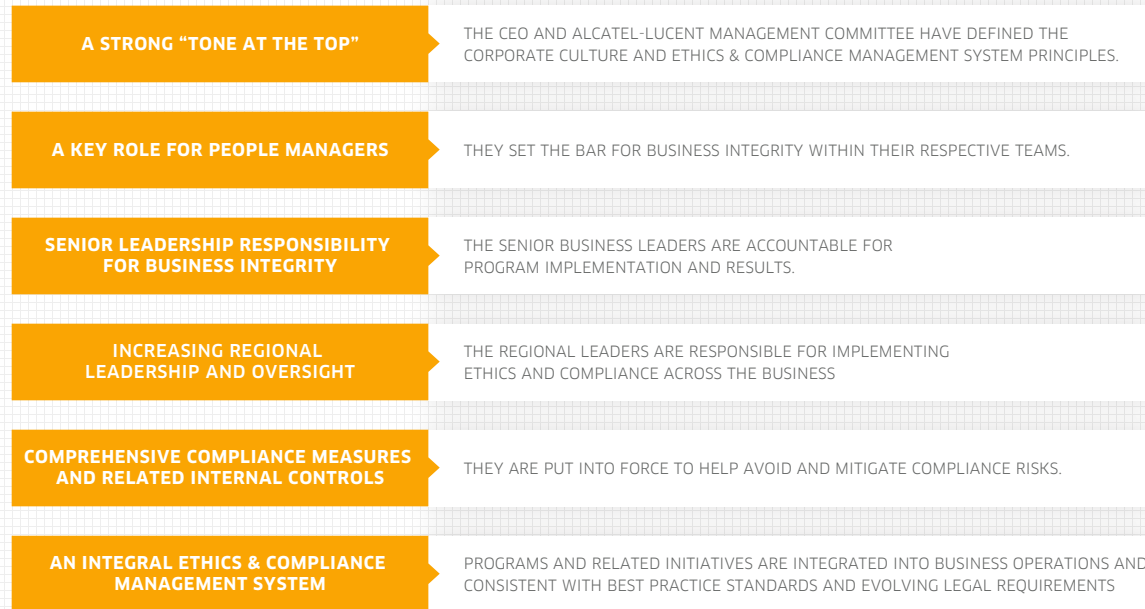 A STRONG “TONE AT THE TOP”
THE CEO AND ALCATEL-LUCENT MANAGEMENT COMMITTEE HAVE DEFINED THE
CORPORATE CULTURE AND ETHICS & COMPLIANCE MANAGEMENT SYSTEM PRINCIPLES.
A KEY ROLE FOR PEOPLE MANAGERS
THEY SET THE BAR FOR BUSINESS INTEGRITY WITHIN THEIR RESPECTIVE TEAMS.
SENIOR LEADERSHIP RESPONSIBILITY
FOR BUSINESS INTEGRITY
THE SENIOR BUSINESS LEADERS ARE ACCOUNTABLE FOR
PROGRAM IMPLEMENTATION AND RESULTS.
INCREASING REGIONAL
LEADERSHIP AND OVERSIGHT
THE REGIONAL LEADERS ARE RESPONSIBLE FOR IMPLEMENTING
ETHICS AND COMPLIANCE ACROSS THE BUSINESS
COMPREHENSIVE COMPLIANCE MEASURES
AND RELATED INTERNAL CONTROLS
THEY ARE PUT INTO FORCE TO HELP AVOID AND MITIGATE COMPLIANCE RISKS.
AN INTEGRAL ETHICS & COMPLIANCE
MANAGEMENT SYSTEM
PROGRAMS AND RELATED INITIATIVES ARE INTEGRATED INTO BUSINESS OPERATIONS AND
CONSISTENT WITH BEST PRACTICE STANDARDS AND EVOLVING LEGAL REQUIREMENTS